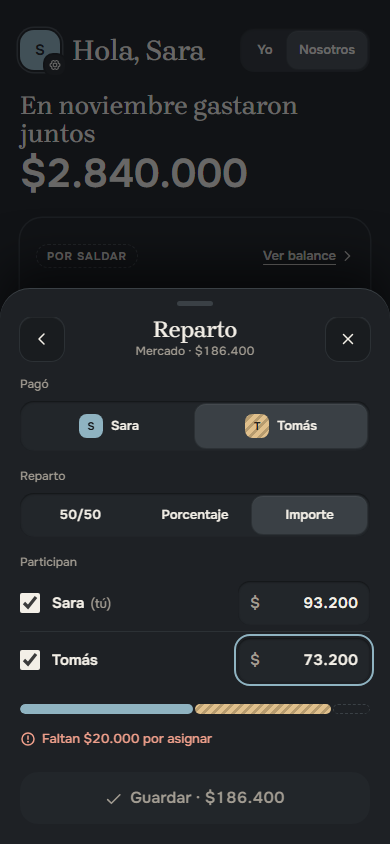 S
Hola, Sara
Yo
Nosotros
En noviembre gastaron
juntos
$2.840.000
POR SALDAR
Ver balance
Reparto
Mercado · $186.400
Pagó
S
Sara
T
Tomás
Reparto
50/50
Porcentaje
Importe
Participan
Sara (tú)
$
93.200
Tomás
$
73.200
Faltan $20.000 por asignar
Guardar · $186.400